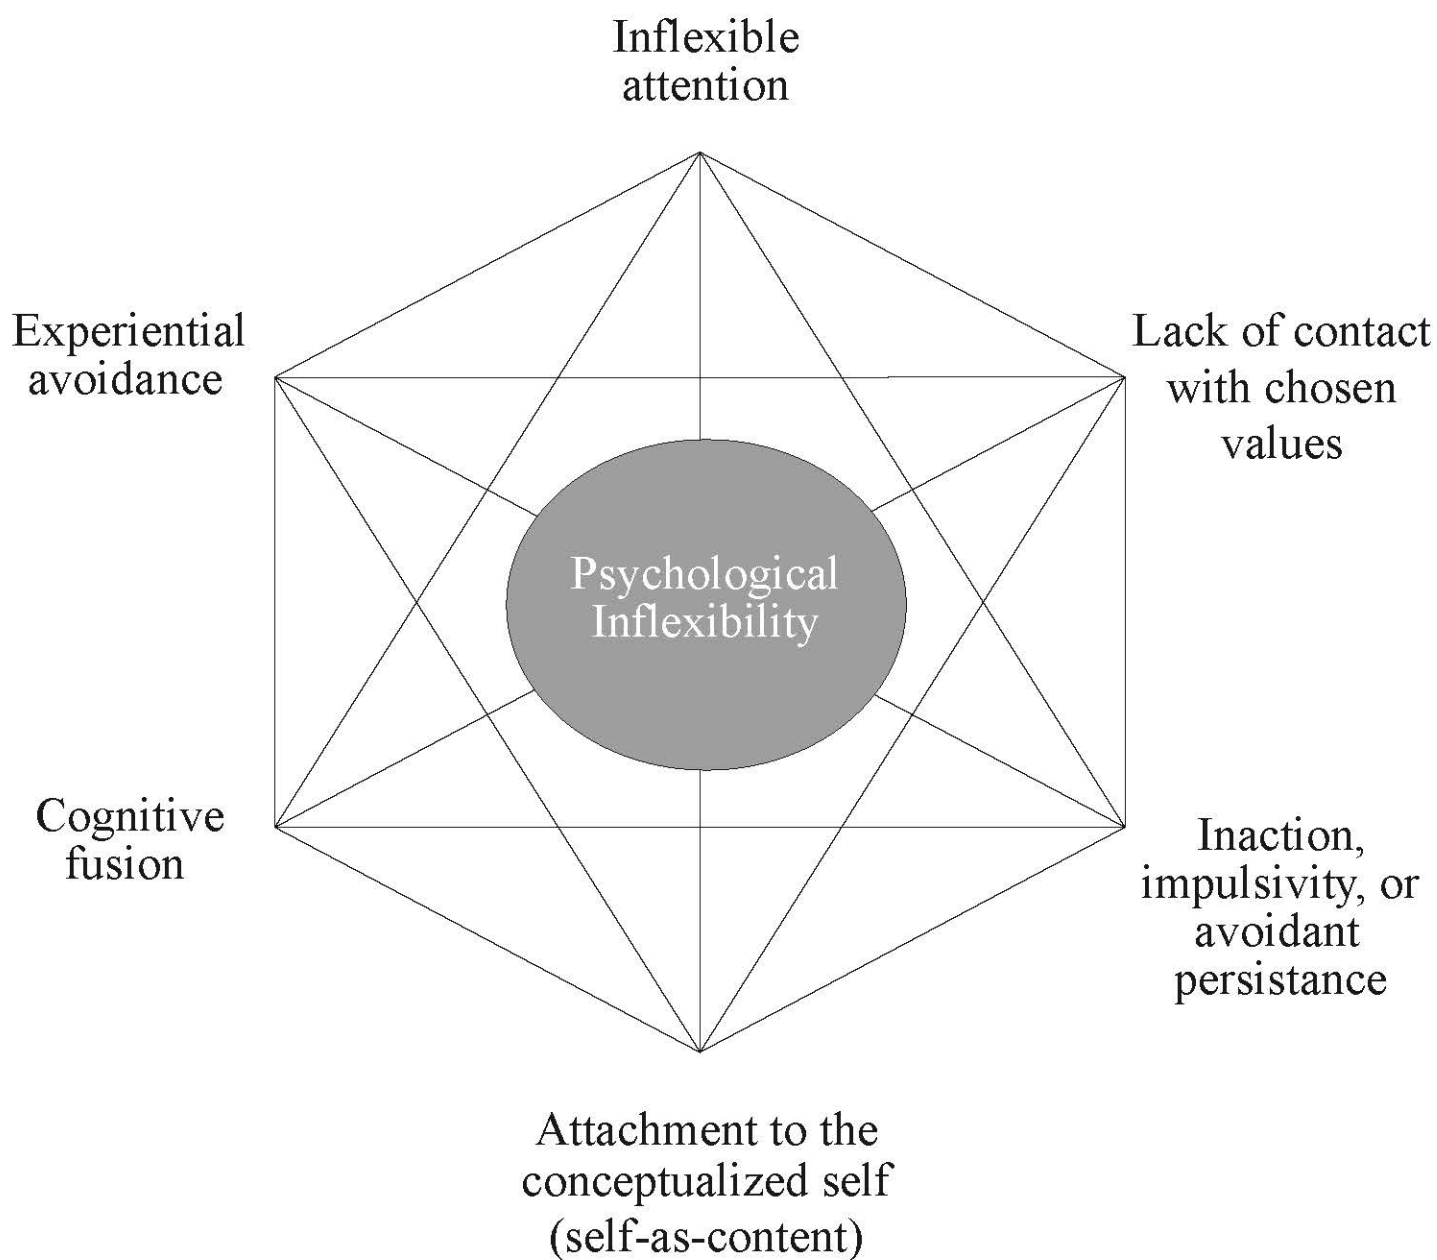 Inflexible
attention
Experiential
avoidance
Lack of contact
with chosen
values
Psychological
Inflexibility
Cognitive
fusion
Inaction,
impulsivity, or
avoidant
persistance
Attachment to the
conceptualized self
(self-as-content)